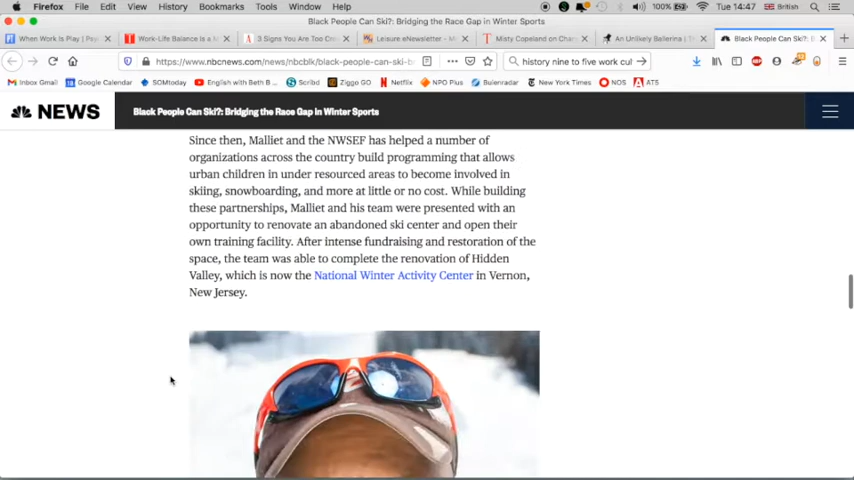 Firefox File Edit View History Bookmarks Tools Window Help 100% Tue 14:47 British
Black People Can Ski?: Bridging the Race Gap in Winter Sports
When Work Is Play | Psy Work-Life Balance Is a M 3 Signs You Are Too Cho Leisure eNewsletter - Mc Misty Copeland on Chan An Unlikely Ballerina | Th Black People Can Ski?: B
https://www.nbcnews.com/news/nbcblk/black-people-can-ski-b history nine to five work cul
Inbox Gmail Google Calendar SOMtoday English with Beth B... Scribd Ziggo GO Netflix NPO Plus Buienradar New York Times NOS AT5
NEWS Black People Can Ski?: Bridging the Race Gap in Winter Sports
Since then, Malliet and the NWSEF has helped a number of
organizations across the country build programming that allows
urban children in under resourced areas to become involved in
skiing, snowboarding, and more at little or no cost. While building
these partnerships, Malliet and his team were presented with an
opportunity to renovate an abandoned ski center and open their
own training facility. After intense fundraising and restoration of the
space, the team was able to complete the renovation of Hidden
Valley, which is now the National Winter Activity Center in Vernon,
New Jersey.